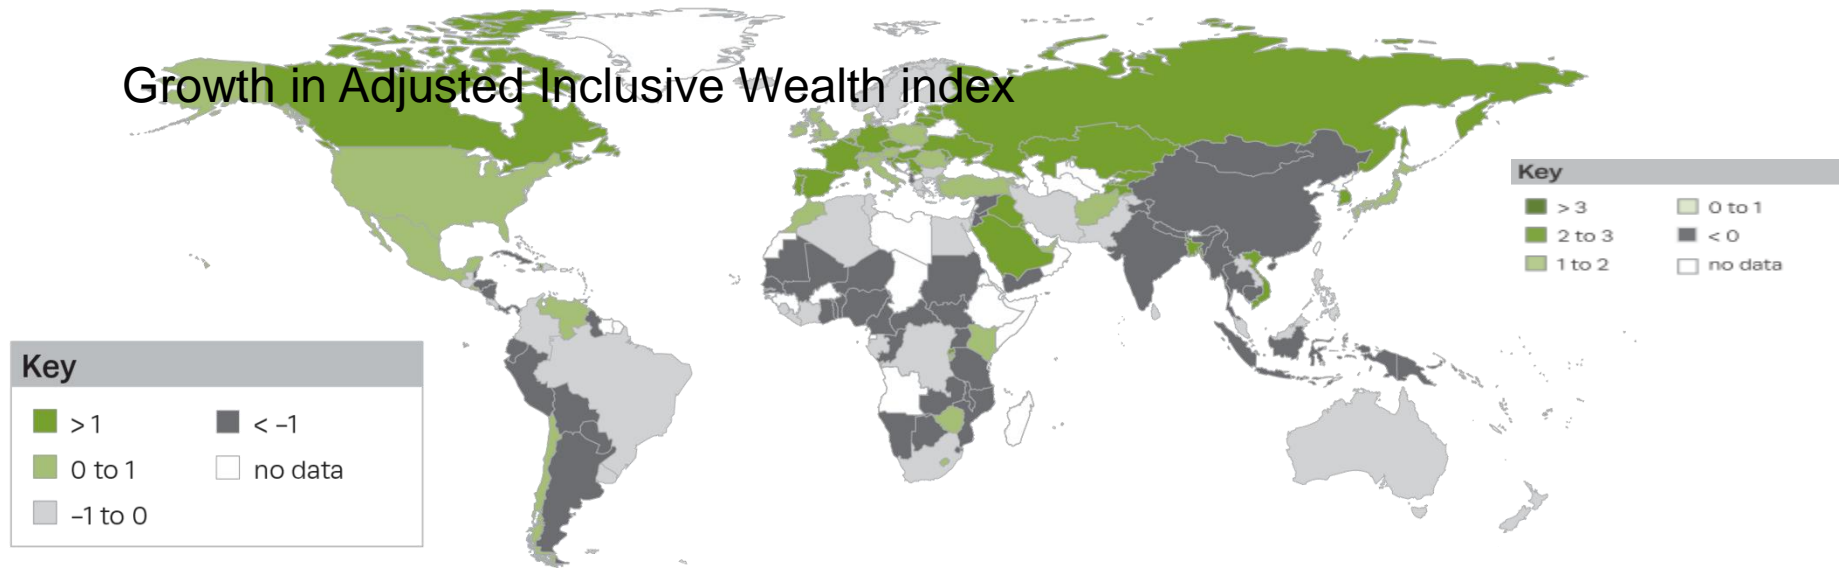 Growth in Adjusted Inclusive Wealth index
Key
> 3
0 to 1
2 to 3
< 0
1 to 2
no data
Key
> 1
< –1
0 to 1
no data
–1 to 0